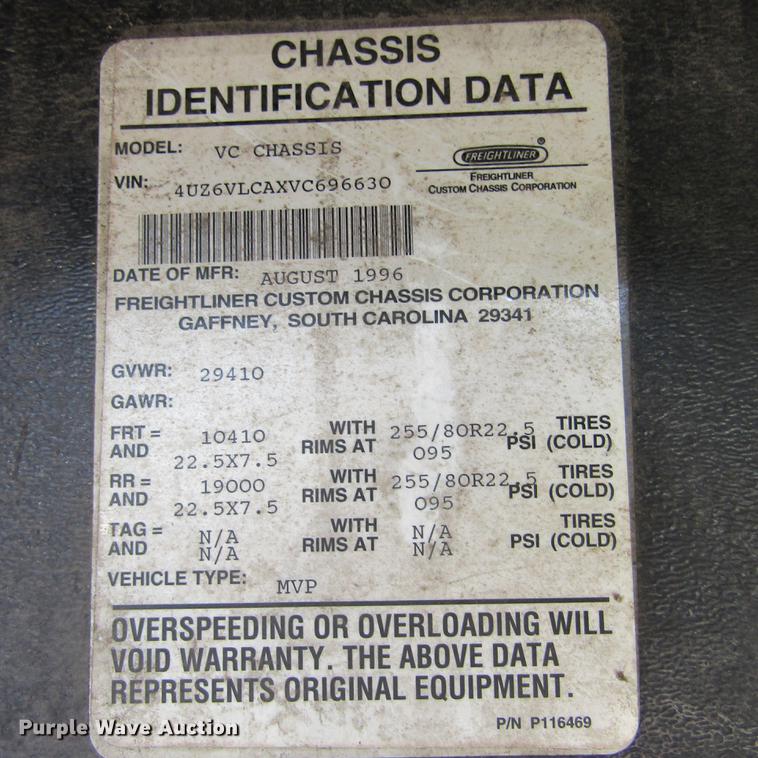 CHASSIS
IDENTIFICATION DATA
MODEL: VC CHASSIS
FREIGHTLINER ®
FREIGHTLINER
CUSTOM CHASSIS CORPORATION
VIN: 4UZ6VLCAXVC696630
DATE OF MFR: AUGUST 1996
FREIGHTLINER CUSTOM CHASSIS CORPORATION
GAFFNEY, SOUTH CAROLINA 29341
GVWR: 29410
GAWR:
FRT = 10410 WITH 255/80R22.5 TIRES
AND 22.5X7.5 RIMS AT 095 PSI (COLD)
RR = 19000 WITH 255/80R22.5 TIRES
AND 22.5X7.5 RIMS AT 095 PSI (COLD)
TAG = N/A WITH N/A TIRES
AND N/A RIMS AT N/A PSI (COLD)
VEHICLE TYPE: MVP
OVERSPEEDING OR OVERLOADING WILL
VOID WARRANTY. THE ABOVE DATA
REPRESENTS ORIGINAL EQUIPMENT.
P/N P116469
Purple Wave Auction